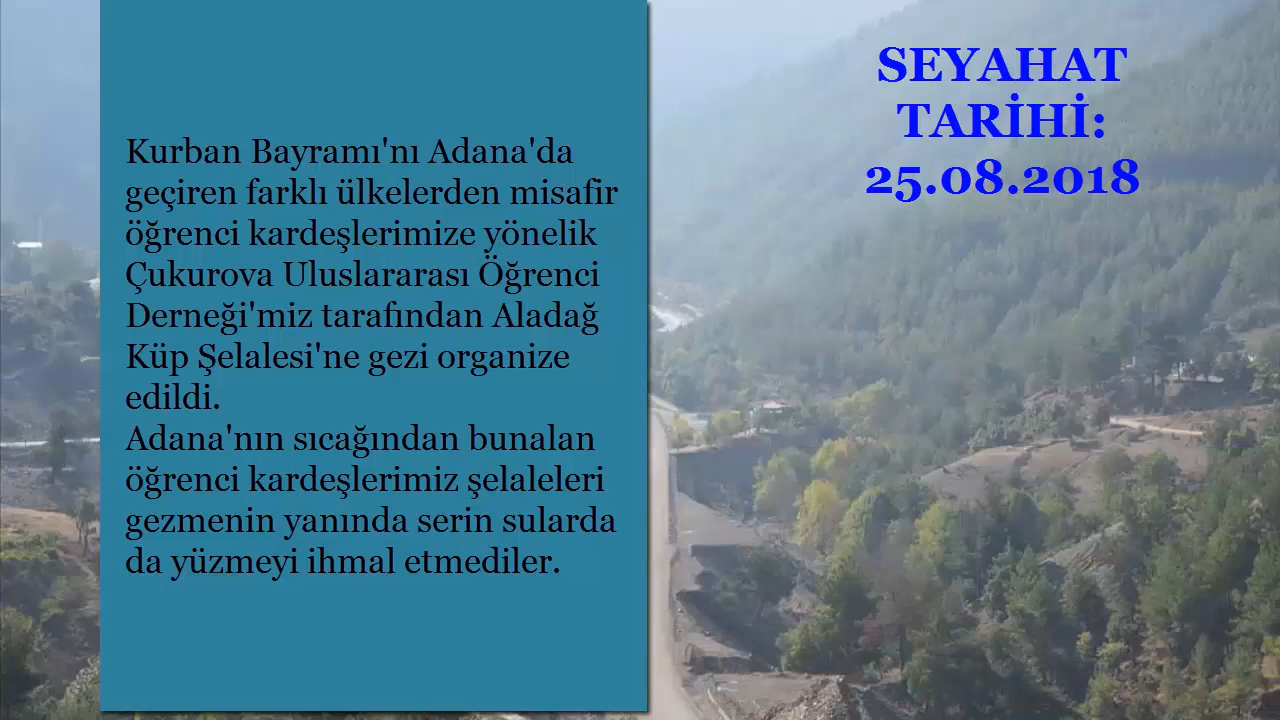 Kurban Bayramı'nı Adana'da
geçiren farklı ülkelerden misafir
öğrenci kardeşlerimize yönelik
Çukurova Uluslararası Öğrenci
Derneği'miz tarafından Aladağ
Küp Şelalesi'ne gezi organize
edildi.
Adana'nın sıcağından bunalan
öğrenci kardeşlerimiz şelaleleri
gezmenin yanında serin sularda
da yüzmeyi ihmal etmediler.
SEYAHAT
TARİHİ:
25.08.2018